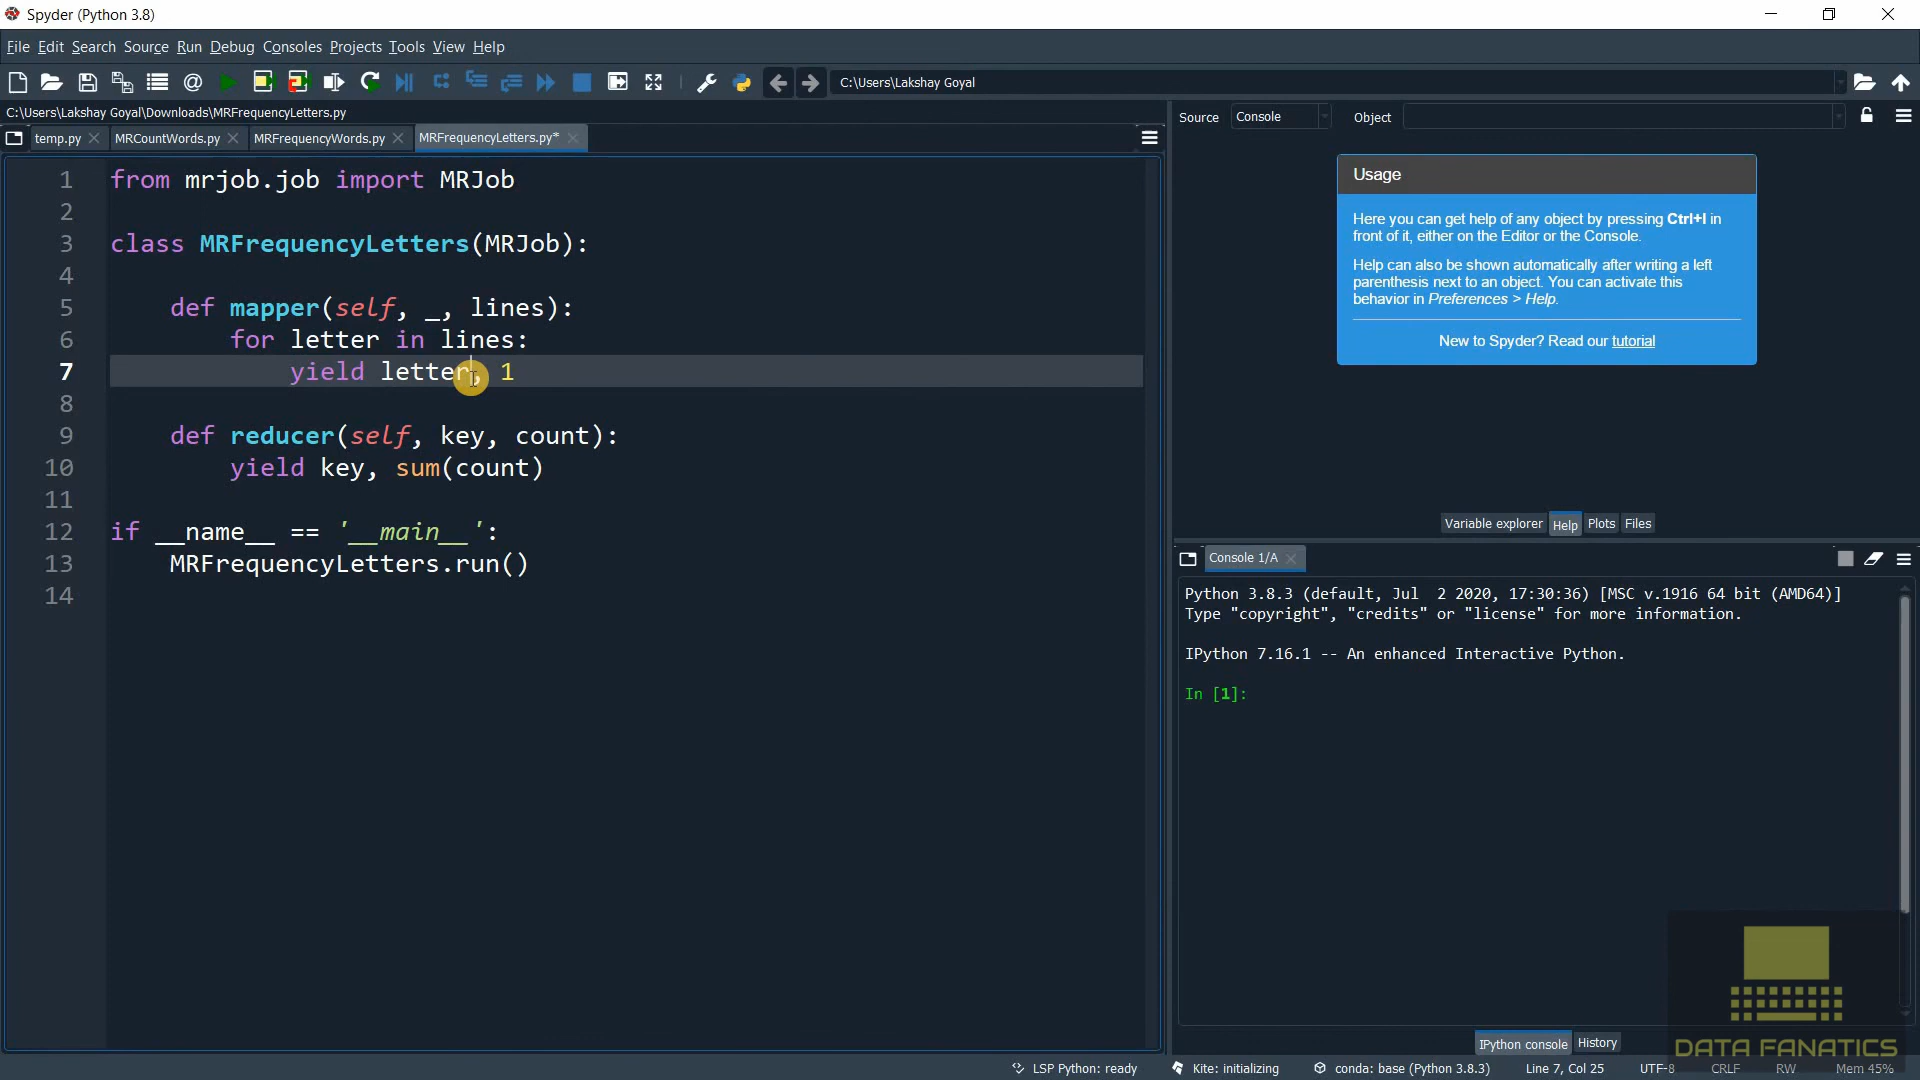 Spyder (Python 3.8)
File Edit Search Source Run Debug Consoles Projects Tools View Help
C:\Users\Lakshay Goyal
C:\Users\Lakshay Goyal\Downloads\MRFrequencyLetters.py
temp.py MRCountWords.py MRFrequencyWords.py MRFrequencyLetters.py*
1 from mrjob.job import MRJob
2
3 class MRFrequencyLetters(MRJob):
4
5 def mapper(self, _, lines):
6 for letter in lines:
7 yield letter, 1
8
9 def reducer(self, key, count):
10 yield key, sum(count)
11
12 if __name__ == '__main__':
13 MRFrequencyLetters.run()
14
Source Console Object
Usage
Here you can get help of any object by pressing Ctrl+I in
front of it, either on the Editor or the Console.
Help can also be shown automatically after writing a left
parenthesis next to an object. You can activate this
behavior in Preferences > Help.
New to Spyder? Read our tutorial
Variable explorer Help Plots Files
Console 1/A
Python 3.8.3 (default, Jul 2 2020, 17:30:36) [MSC v.1916 64 bit (AMD64)]
Type "copyright", "credits" or "license" for more information.
IPython 7.16.1 -- An enhanced Interactive Python.
In [1]:
IPython console History
DATA FANATICS
LSP Python: ready Kite: initializing conda: base (Python 3.8.3) Line 7, Col 25 UTF-8 CRLF RW Mem 45%